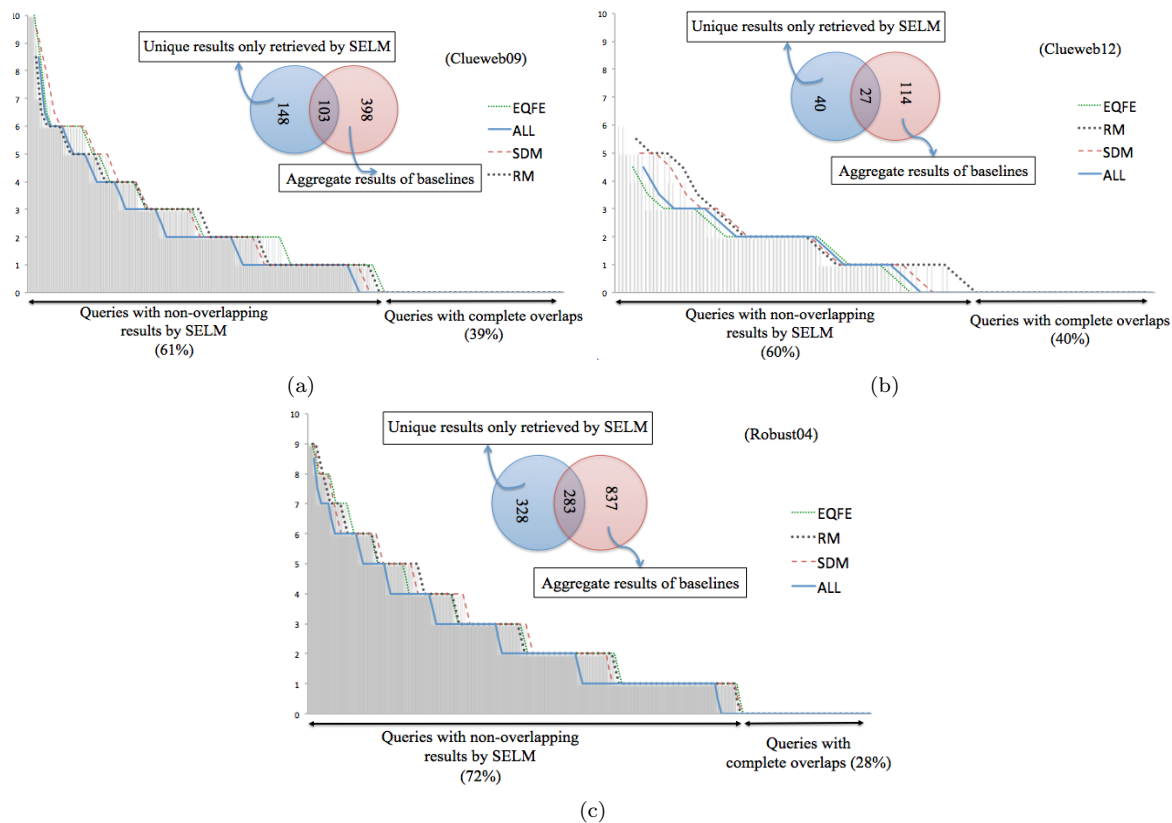 10
9
8
7
6
5
4
3
2
1
0
Unique results only retrieved by SELM
(Clueweb09)
148
103
398
Aggregate results of baselines
EQFE
ALL
SDM
RM
Queries with non-overlapping
results by SELM
(61%)
Queries with complete overlaps
(39%)
(a)
10
9
8
7
6
5
4
3
2
1
0
Unique results only retrieved by SELM
(Clueweb12)
40
27
114
Aggregate results of baselines
EQFE
RM
SDM
ALL
Queries with non-overlapping
results by SELM
(60%)
Queries with complete overlaps
(40%)
(b)
10
9
8
7
6
5
4
3
2
1
0
Unique results only retrieved by SELM
(Robust04)
328
283
837
Aggregate results of baselines
EQFE
RM
SDM
ALL
Queries with non-overlapping
results by SELM
(72%)
Queries with
complete overlaps (28%)
(c)